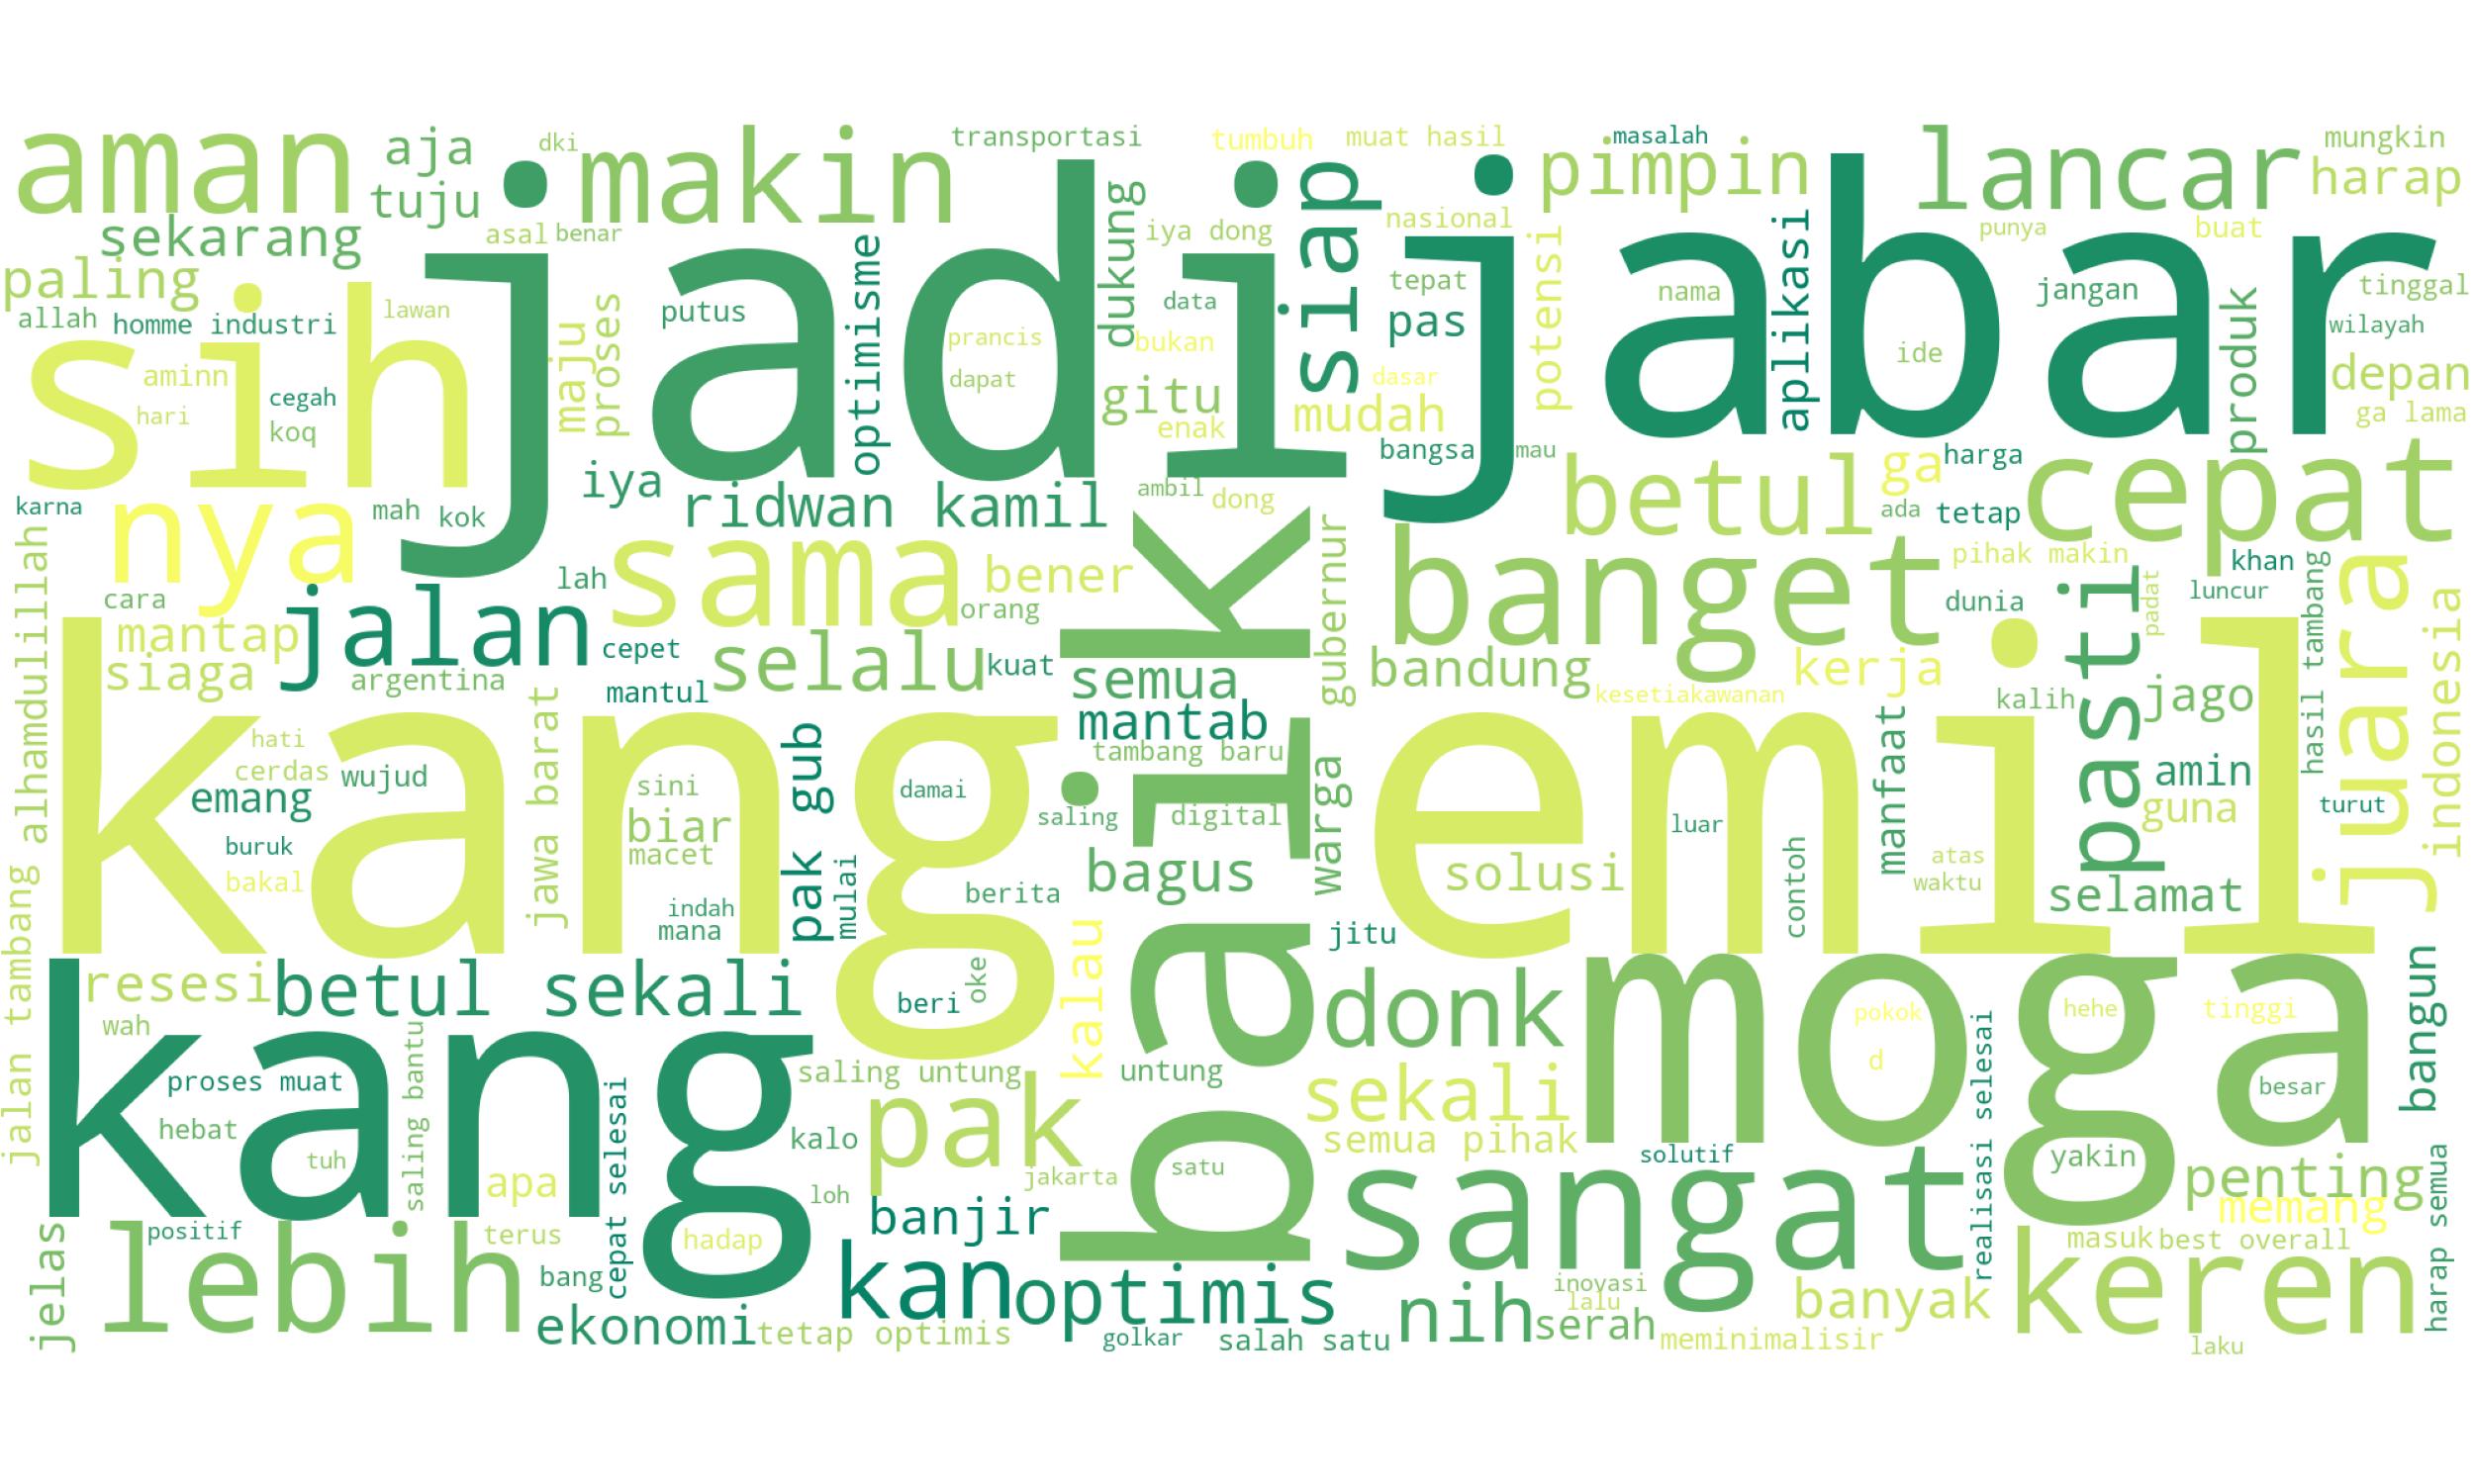 aman
aja
dki
makin
transportasi
tumbuh
muat hasil
masalah
pimpin
lancar
mungkin
harap
tuju
sekarang
asal
benar
jadi
dukung
iya dong
siap
nasional
potensi
jabar
aplikasi
punya
buat
paling
allah
homme
industri
lawan
sih
aminn
hari
cegah
koq
maju
proses
putus
optimisme
prancis
dapat
data
bukan
gitu
enak
tepat
pas
dasar
mudah
bangsa
mau
nama
ide
jangan
produk
tinggal
wilayah
depan
ga lama
karna
nya
mah
kok
iya
ridwan kamil
ambil
dong
betul
ga
harga
ada
tetap
cepat
alhamdulillah
cara
jalan
lah
sama
bener
orang
baik
gubernur
banget
pihak makin
dunia
khan
luncur
padat
pasti
hasil tambang
juara
indonesia
mantap
siaga
argentina
cepet
mantul
selalu
kuat
semua
mantab
bandung
kesetiakawanan
kerja
kalih
jago
kang emil
hati
cerdas
wujud
emang
buruk
bakal
jawa barat
sini
biar
macet
indah
mana
pak gub
mulai
damai
berita
tambang baru
saling
digital
bagus
warga
solusi
luar
contoh
manfaat
atas
waktu
amin
guna
turut
selamat
jalan tambang
resesi
betul sekali
beri
oke
kalau
jitu
donk
moga
pokok
d
hehe
tinggi
bangun
wah
kang
proses muat
hebat
tuh
saling bantu
apa
cepat selesai
saling untung
untung
kalo
pak
jakarta
loh
satu
sekali
semua pihak
solutif
realisasi selesai
yakin
besar
penting
memang
harap semua
jelas
positif
lebih
terus
bang
hadap
banjir
kan
optimis
sangat
masuk
best overall
keren
ekonomi
tetap optimis
golkar
salah satu
nih
inovasi
lalu
serah
banyak
meminimalisir
laku